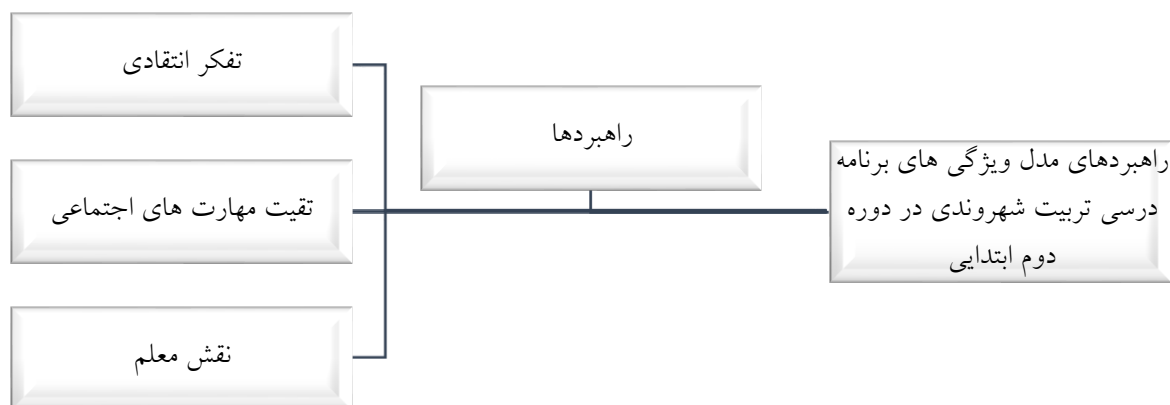 راهبردهای مدل ویژگی های برنامه
درسی تربیت شهروندی در دوره
دوم ابتدایی
راهبردها
تفکر انتقادی
تقیت مهارت های اجتماعی
نقش معلم